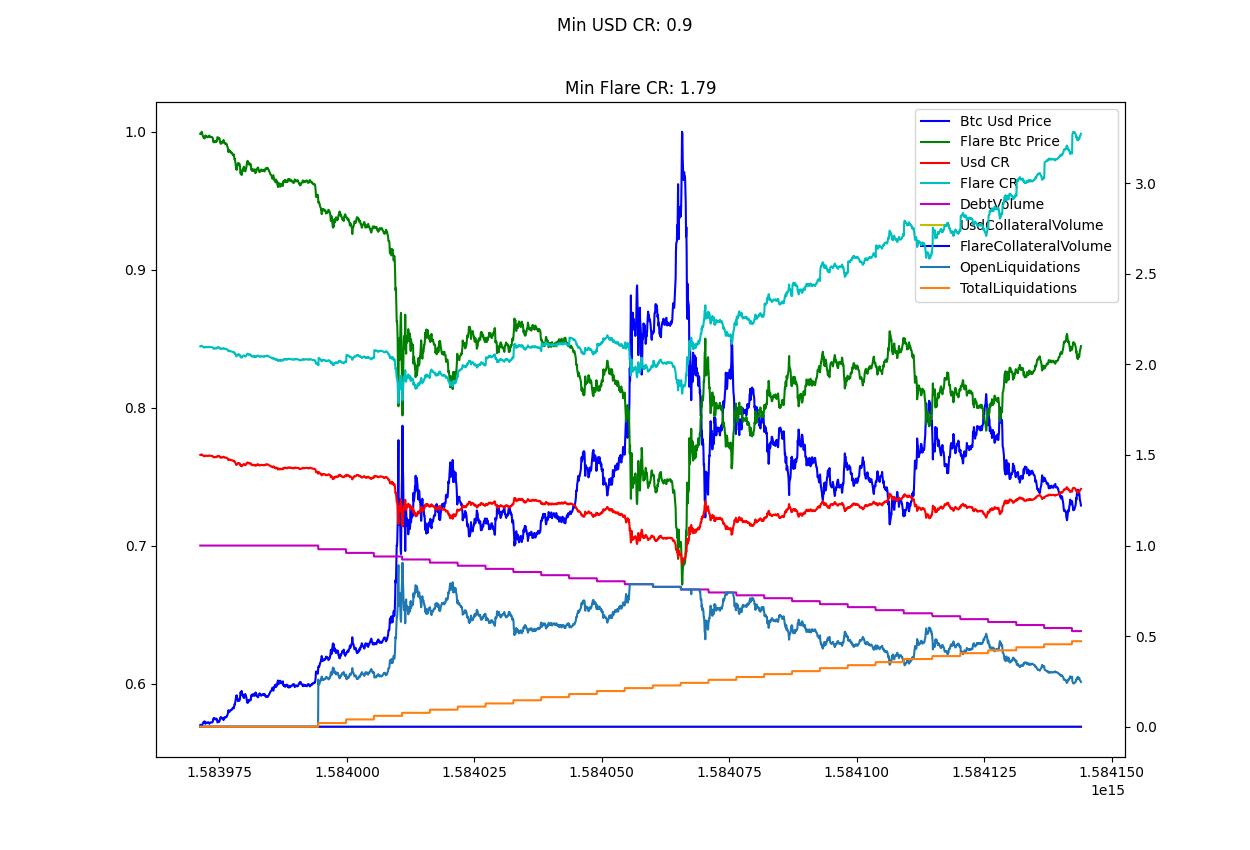 Min USD CR: 0.9
Min Flare CR: 1.79
Btc Usd Price
Flare Btc Price
Usd CR
Flare CR
DebtVolume
UsdCollateralVolume
FlareCollateralVolume
OpenLiquidations
TotalLiquidations
1.0
0.9
0.8
0.7
0.6
3.0
2.5
2.0
1.5
1.0
0.5
0.0
1.583975 1.584000 1.584025 1.584050 1.584075 1.584100 1.584125 1.584150
1e15